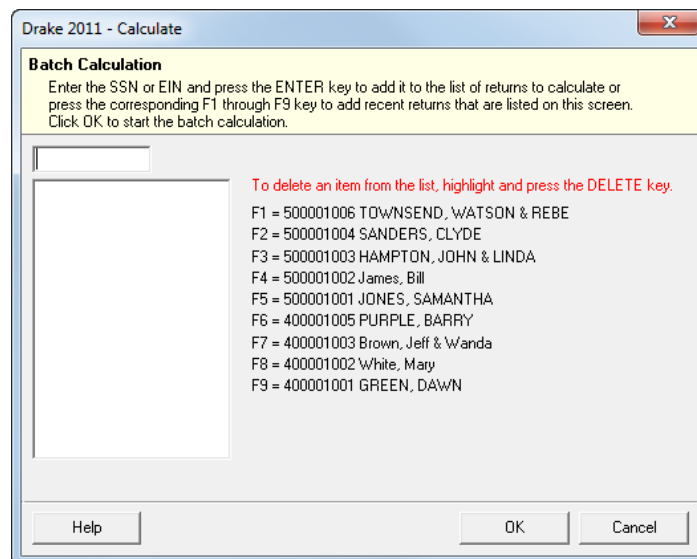 Drake 2011 - Calculate
Batch Calculation
Enter the SSN or EIN and press the ENTER key to add it to the list of returns to calculate or
press the corresponding F1 through F9 key to add recent returns that are listed on this screen.
Click OK to start the batch calculation.
To delete an item from the list, highlight and press the DELETE key.
F1 = 500001006 TOWNSEND, WATSON & REBE
F2 = 500001004 SANDERS, CLYDE
F3 = 500001003 HAMPTON, JOHN & LINDA
F4 = 500001002 James, Bill
F5 = 500001001 JONES, SAMANTHA
F6 = 400001005 PURPLE, BARRY
F7 = 400001003 Brown, Jeff & Wanda
F8 = 400001002 White, Mary
F9 = 400001001 GREEN, DAWN
Help
OK
Cancel